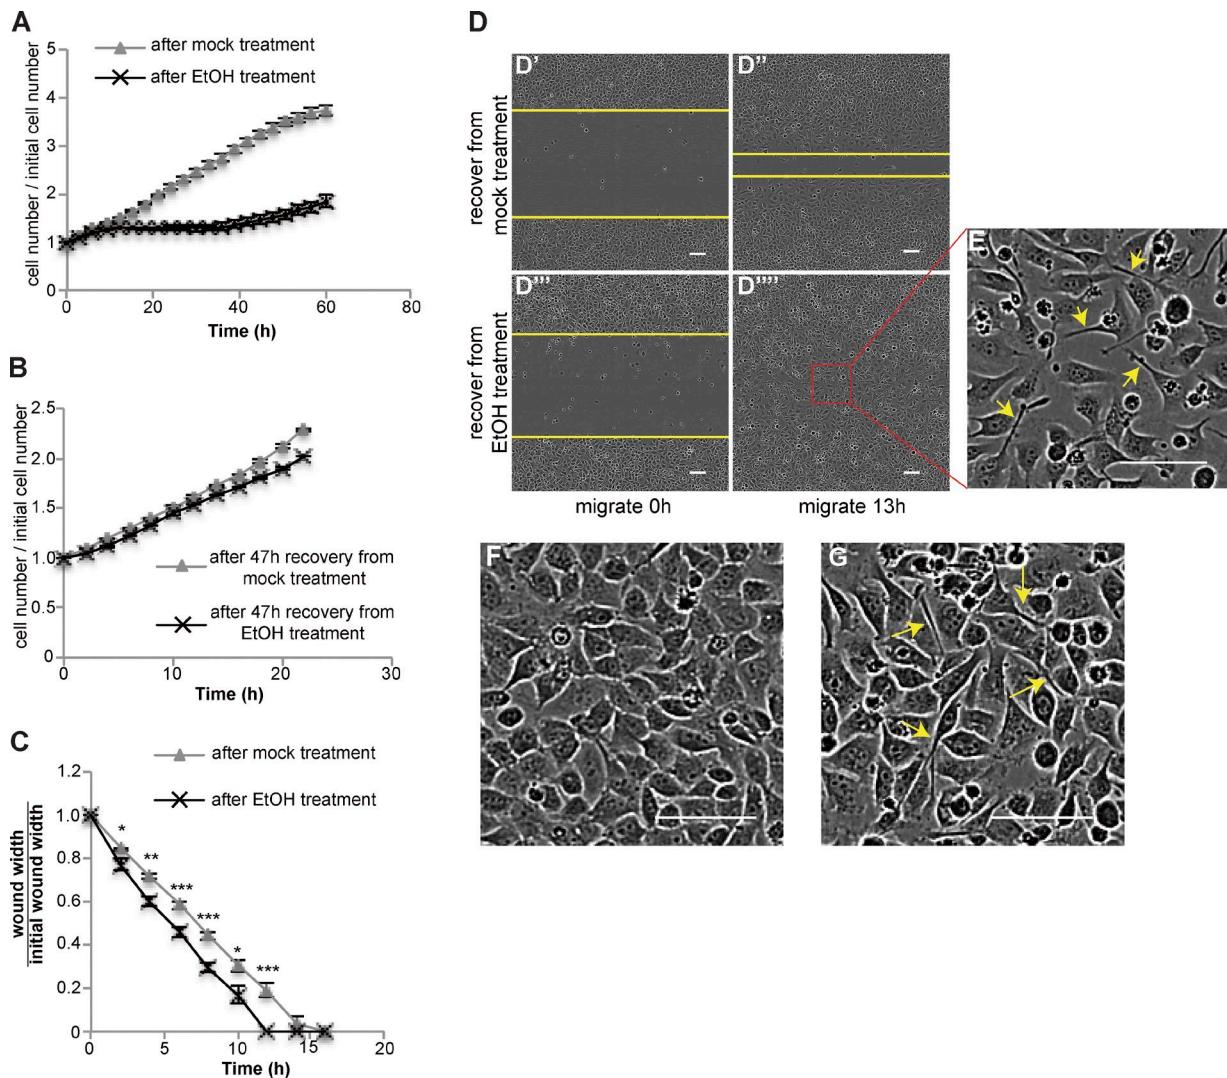 A
after mock treatment
after EtOH treatment
cell number / initial cell number
5
4
3
2
1
0
0
20
40
60
80
Time (h)
B
cell number / initial cell number
2.5
2.0
1.5
1.0
0.5
0
after 47h recovery from
mock treatment
after 47h recovery from
EtOH treatment
0
10
20
30
Time (h)
C
after mock treatment
after EtOH treatment
wound width
initial wound width
1.2
1.0
0.8
0.6
0.4
0.2
0
*
**
***
***
*
***
0
5
10
15
20
Time (h)
D
recover from
mock treatment
D'
D''
recover from
EtOH treatment
D'''
D''''
migrate 0h
migrate 13h
E
F
G